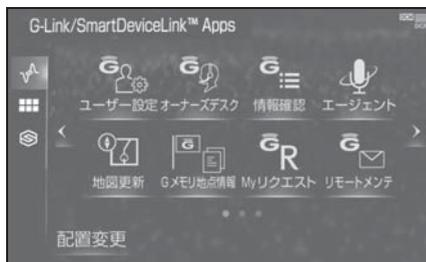 G-Link/SmartDeviceLink™ Apps
ユーザー設定 オーナーズデスク 情報確認 エージェント
地図更新 Gメモリ地点情報 Myリクエスト リモートメンテ
配置変更